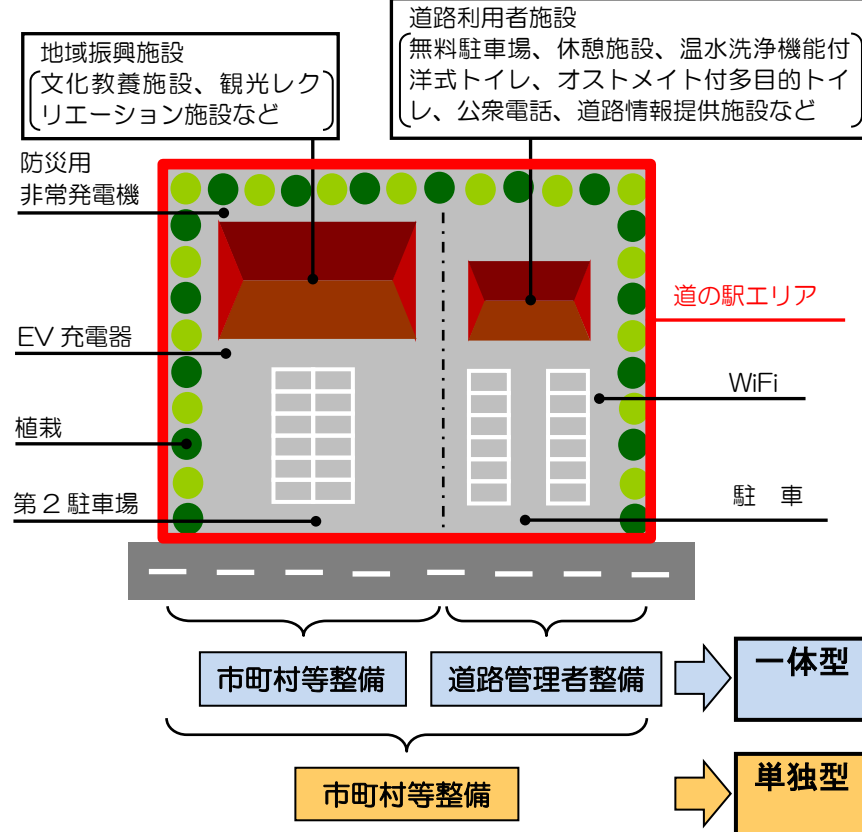 地域振興施設
文化教養施設、観光レク
リエーション施設など
道路利用者施設
無料駐車場、休憩施設、温水洗浄機能付
洋式トイレ、オストメイト付多目的トイ
レ、公衆電話、道路情報提供施設など
防災用
非常発電機
道の駅エリア
EV 充電器
WiFi
植栽
第２駐車場
駐　車
市町村等整備
道路管理者整備
一体型
市町村等整備
単独型